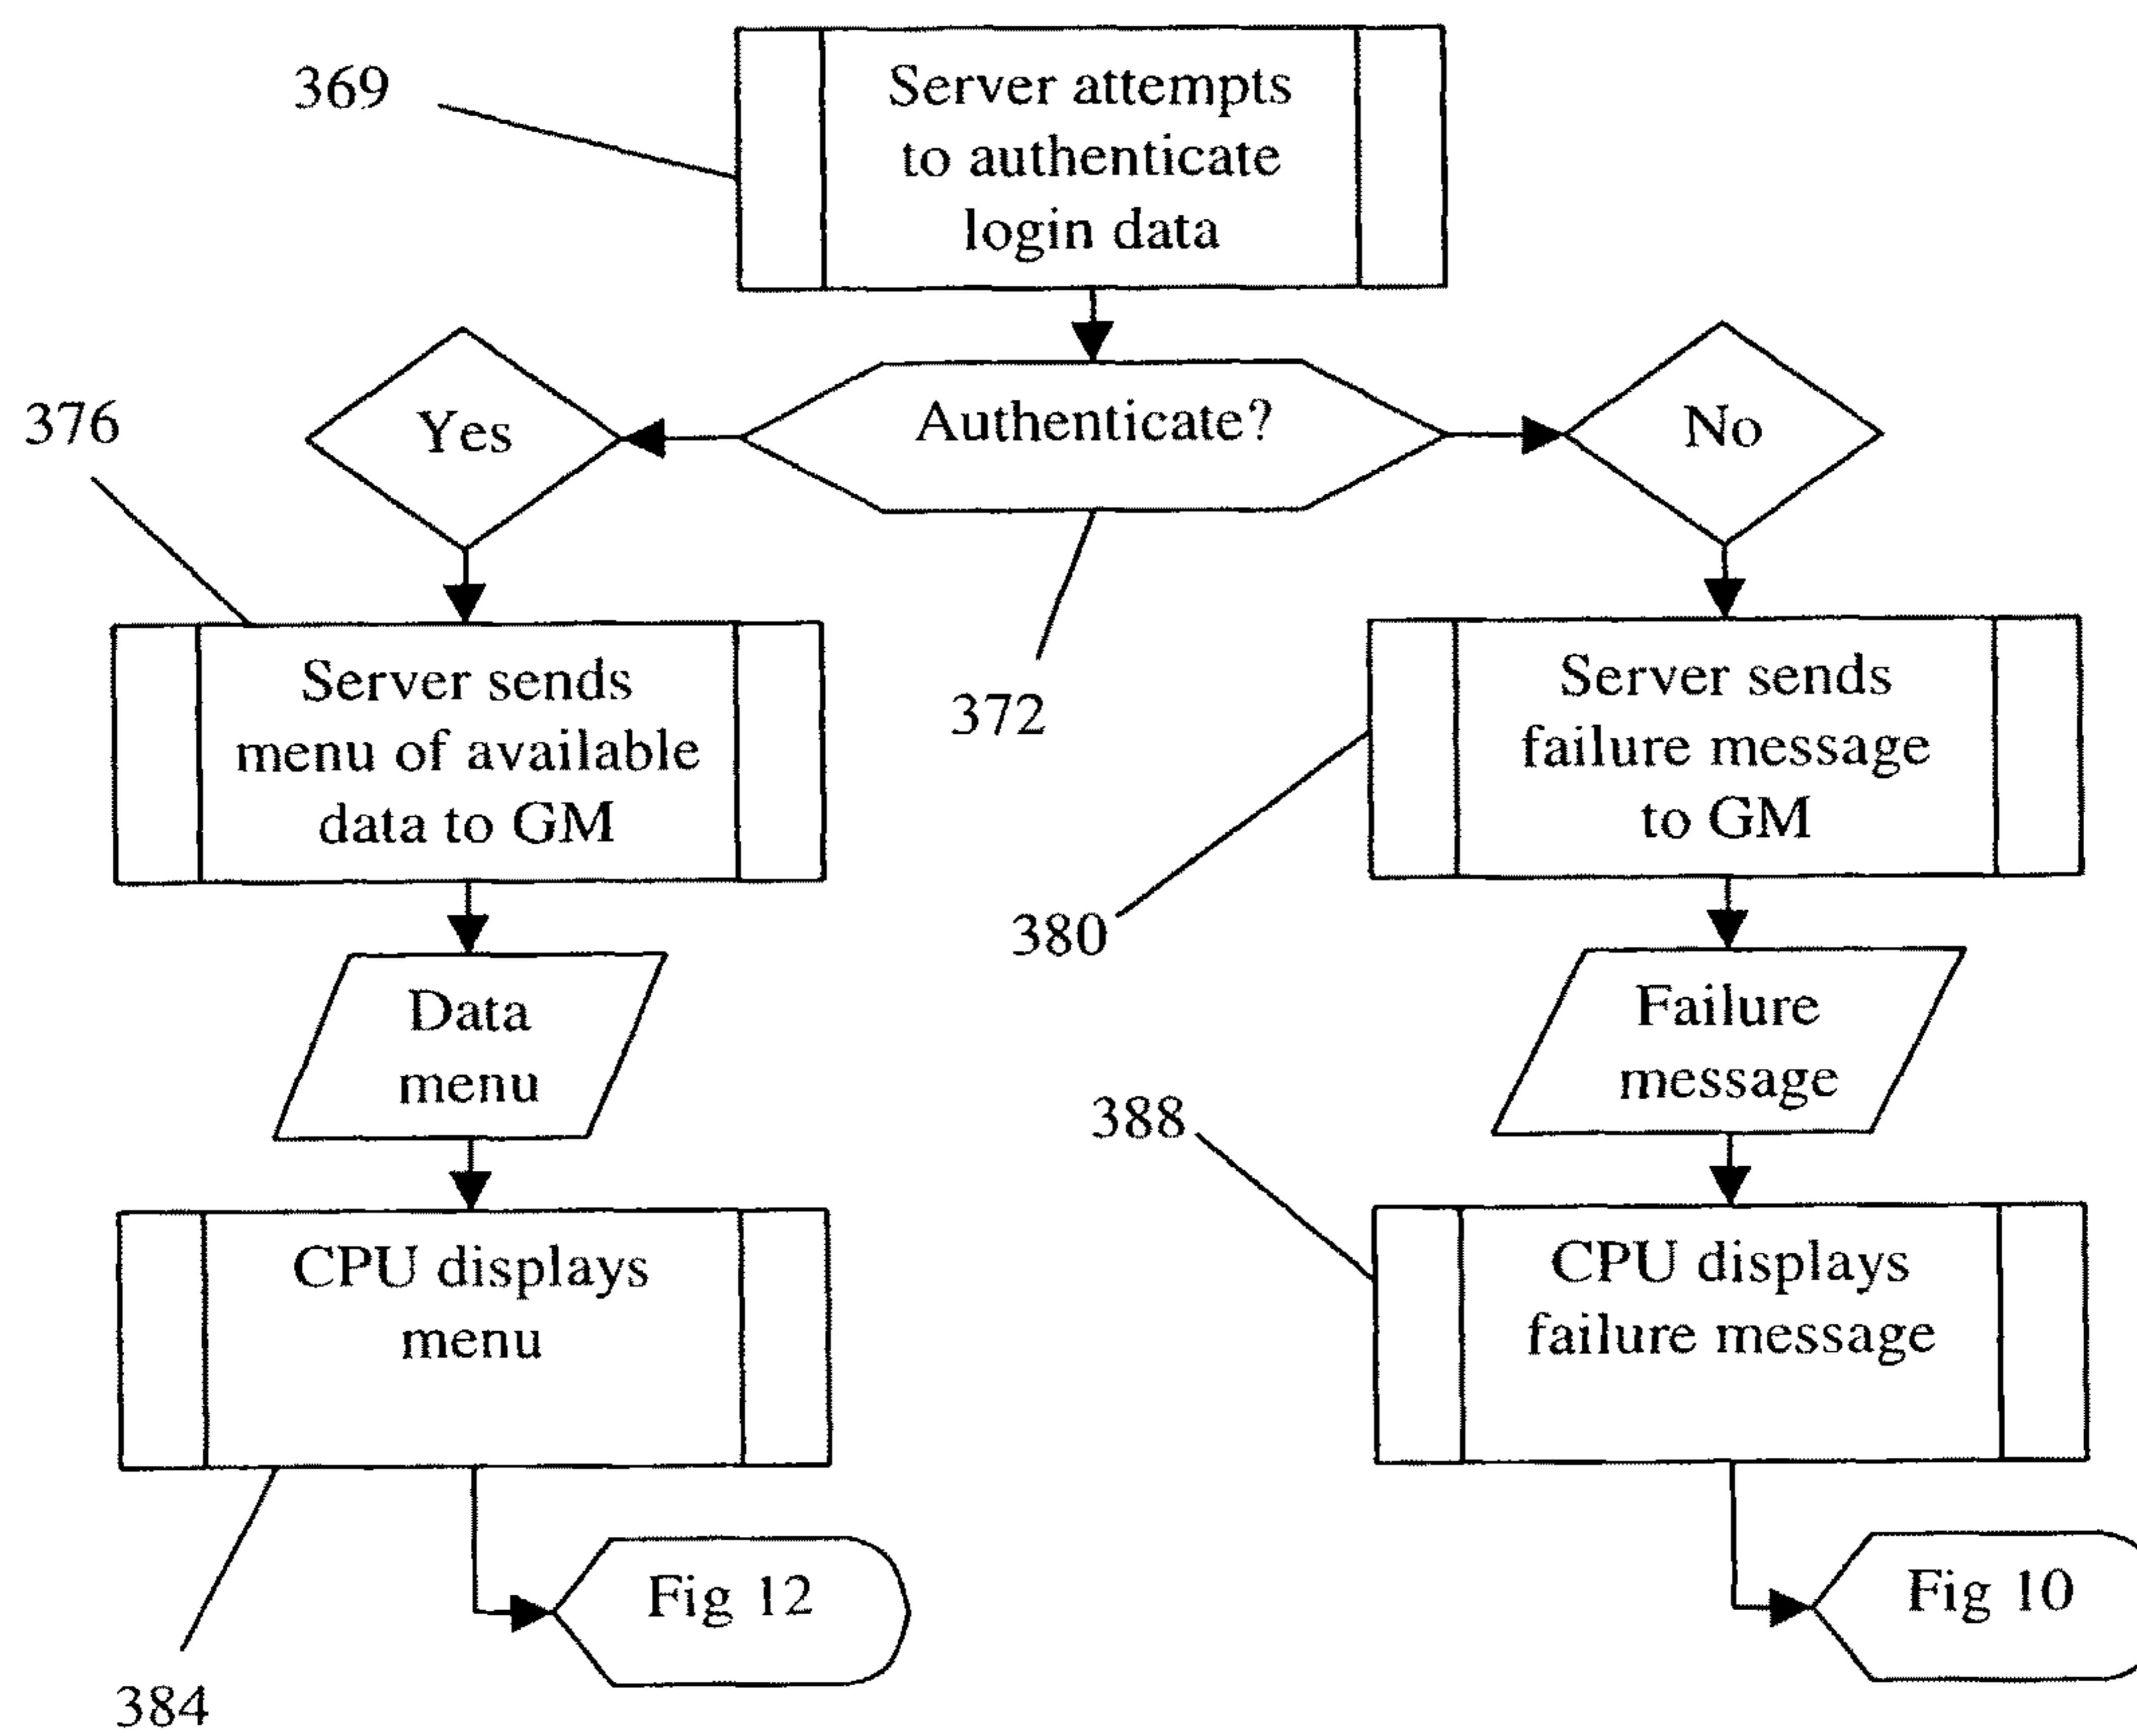 369
Server attempts
to authenticate
login data
376
Yes
Authenticate?
No
372
Server sends
menu of available
data to GM
380
Server sends
failure message
to GM
Data
menu
388
Failure
message
CPU displays
menu
384
CPU displays
failure message
Fig 12
Fig 10